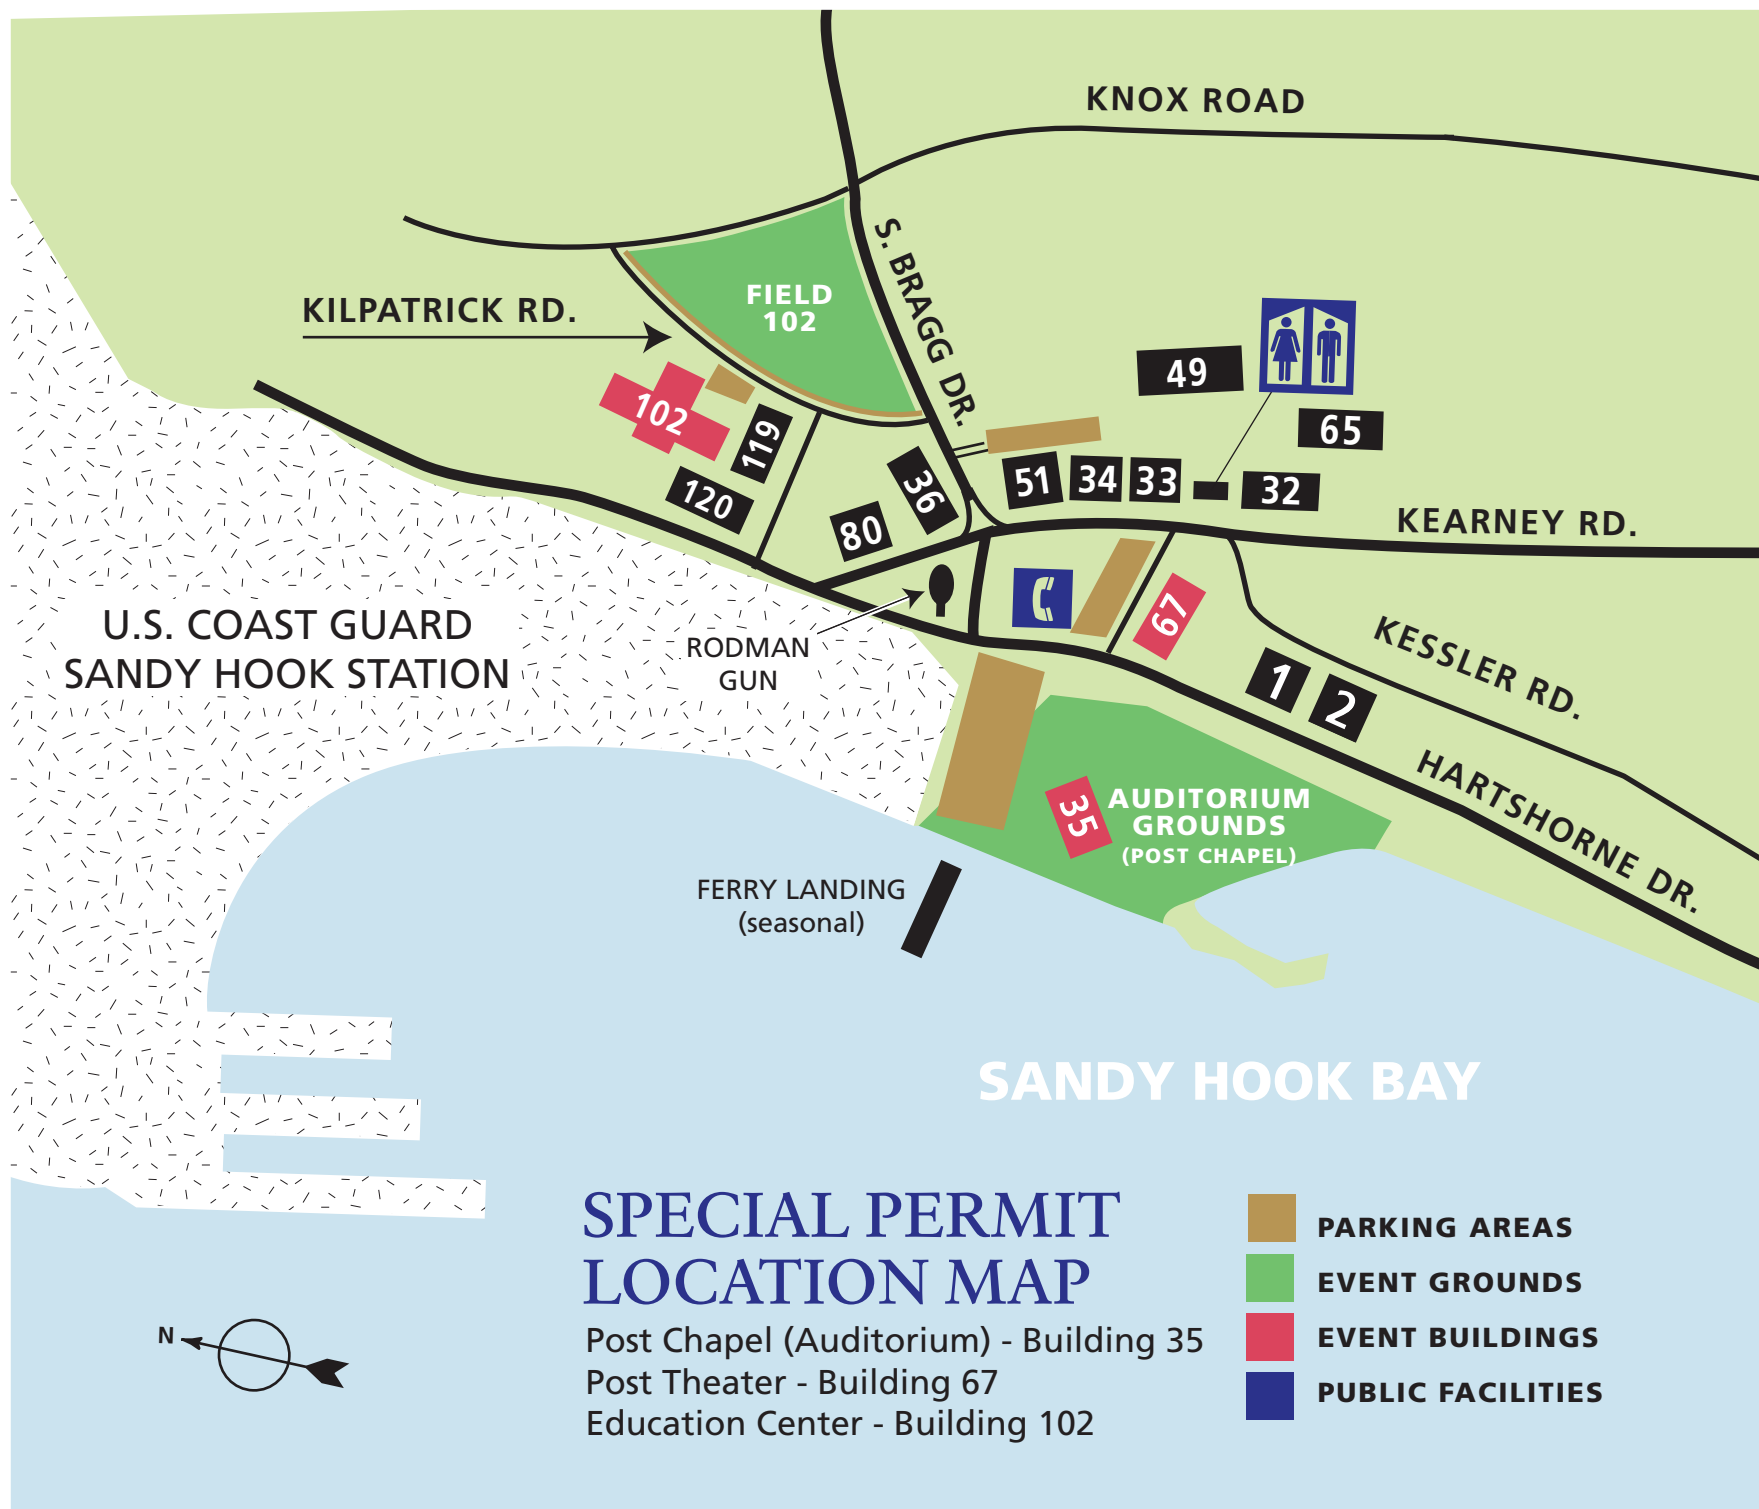 KNOX ROAD
S. BRAGG DR.
FIELD
102
KILPATRICK RD.
49
65
102
119
120
36
80
51
34
33
32
KEARNEY RD.
67
U.S. COAST GUARD
SANDY HOOK STATION
RODMAN
GUN
KESSLER RD.
1
2
HARTSHORNE DR.
35
AUDITORIUM
GROUNDS
(POST CHAPEL)
FERRY LANDING
(seasonal)
SANDY HOOK BAY
SPECIAL PERMIT
LOCATION MAP
Post Chapel (Auditorium) - Building 35
Post Theater - Building 67
Education Center - Building 102
PARKING AREAS
EVENT GROUNDS
EVENT BUILDINGS
PUBLIC FACILITIES
N